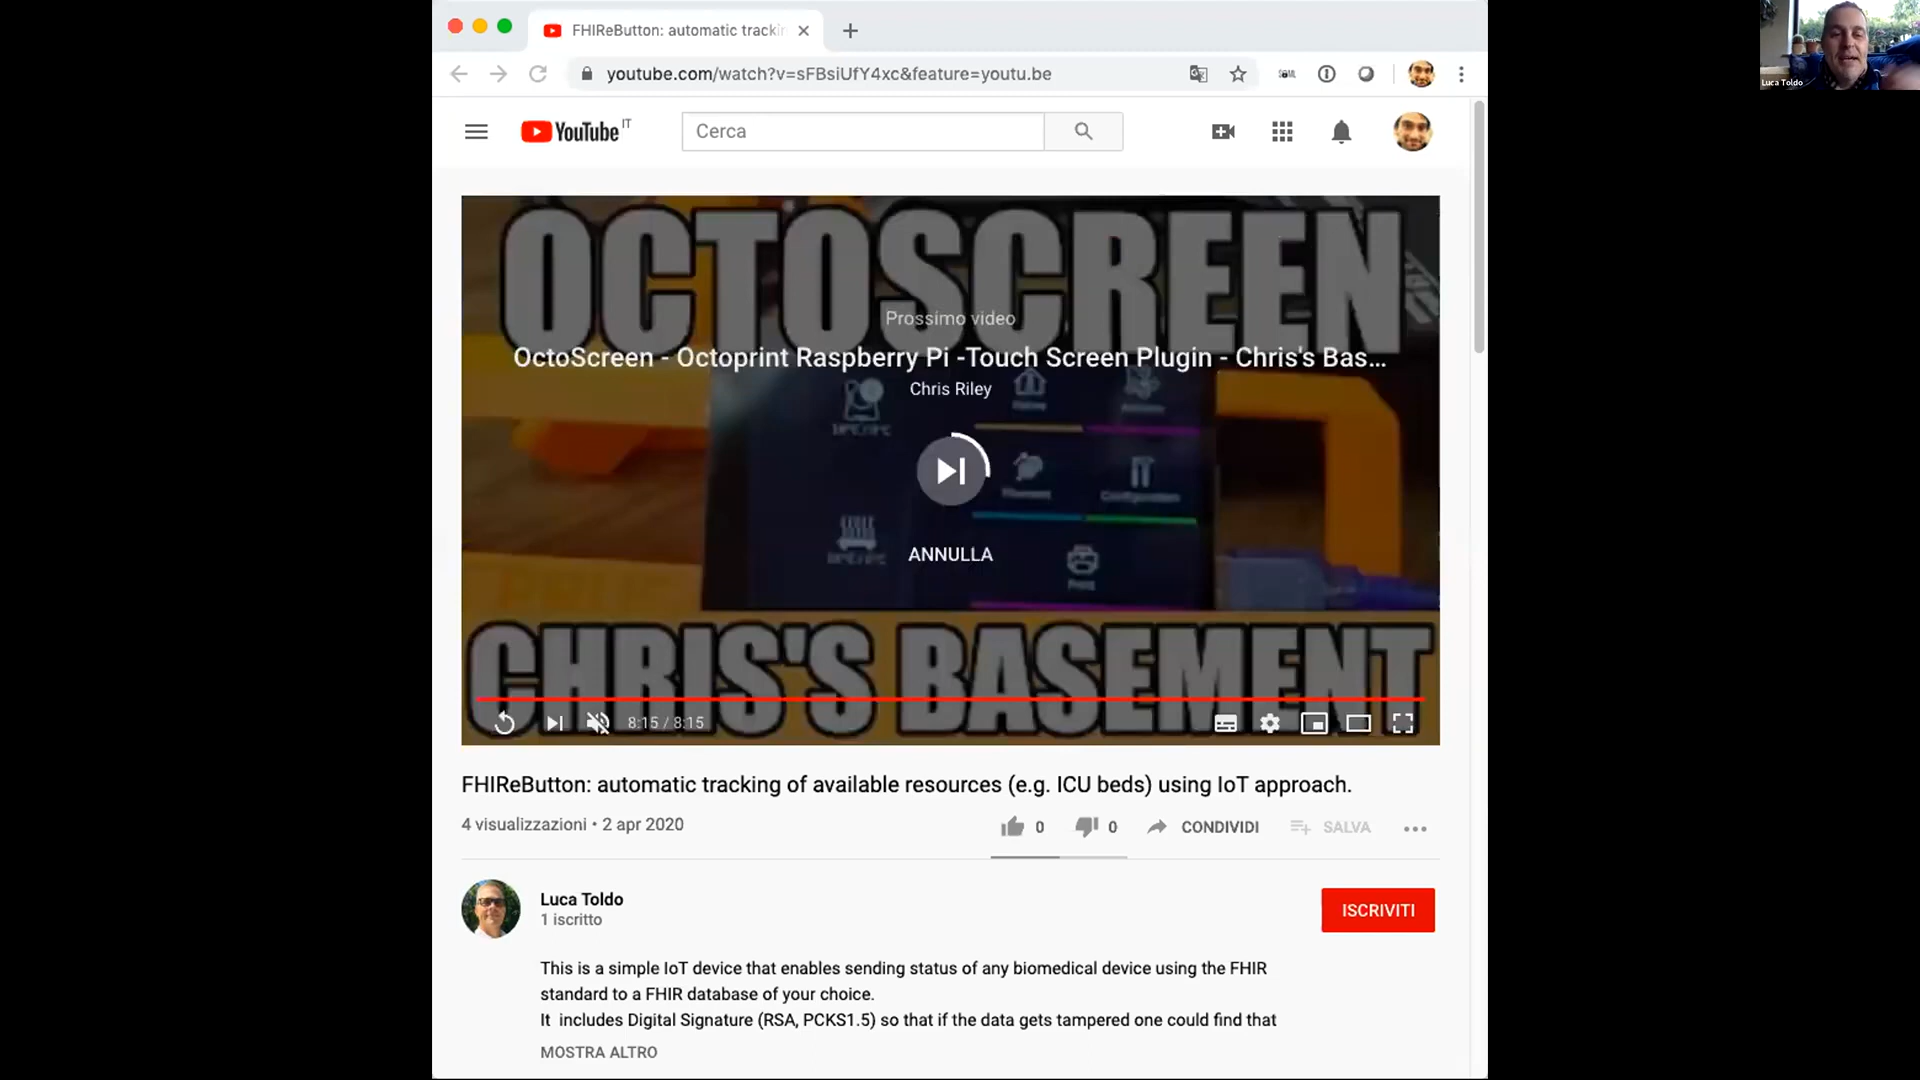 FHIReButton: automatic trackin
youtube.com/watch?v=sFBsiUfY4xc&feature=youtu.be
Luca Toldo
YouTube IT
Cerca
OCTOSCREEN
Prossimo video
OctoScreen - Octoprint Raspberry Pi -Touch Screen Plugin - Chris's Bas...
Chris Riley
Configuration
ANNULLA
Print
CHRIS'S BASEMENT
8:15 / 8:15
FHIReButton: automatic tracking of available resources (e.g. ICU beds) using IoT approach.
4 visualizzazioni • 2 apr 2020
0
0
CONDIVIDI
SALVA
Luca Toldo
1 iscritto
ISCRIVITI
This is a simple IoT device that enables sending status of any biomedical device using the FHIR
standard to a FHIR database of your choice.
It includes Digital Signature (RSA, PCKS1.5) so that if the data gets tampered one could find that
MOSTRA ALTRO